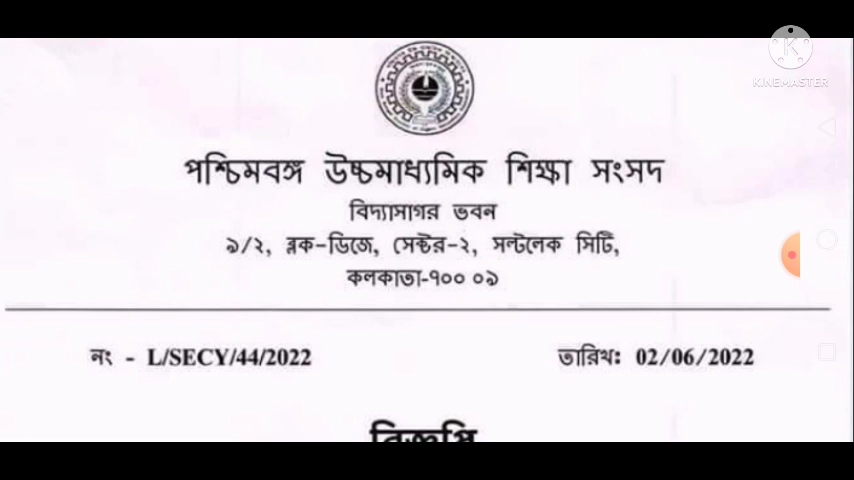 KINEMASTER
পশ্চিমবঙ্গ উচ্চমাধ্যমিক শিক্ষা সংসদ
বিদ্যাসাগর ভবন
৯/২, ব্লক-ডিজে, সেক্টর-২, সল্টলেক সিটি,
কলকাতা-৭০০ ০৯
নং - L/SECY/44/2022 তারিখ: 02/06/2022
বিজ্ঞপ্তি